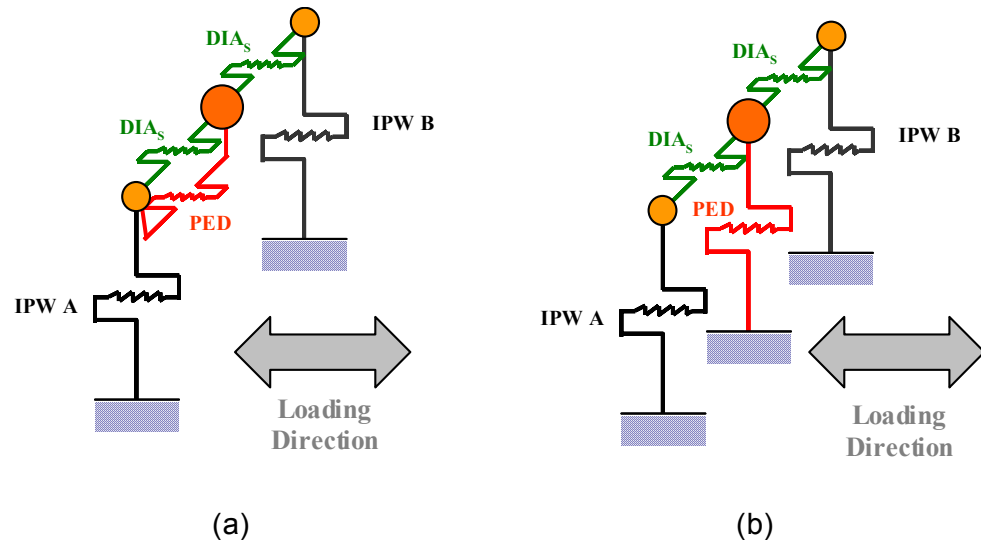 DIAs
DIAs
IPW B
PED
IPW A
Loading
Direction
(a)
DIAs
DIAs
IPW B
PED
IPW A
Loading
Direction
(b)